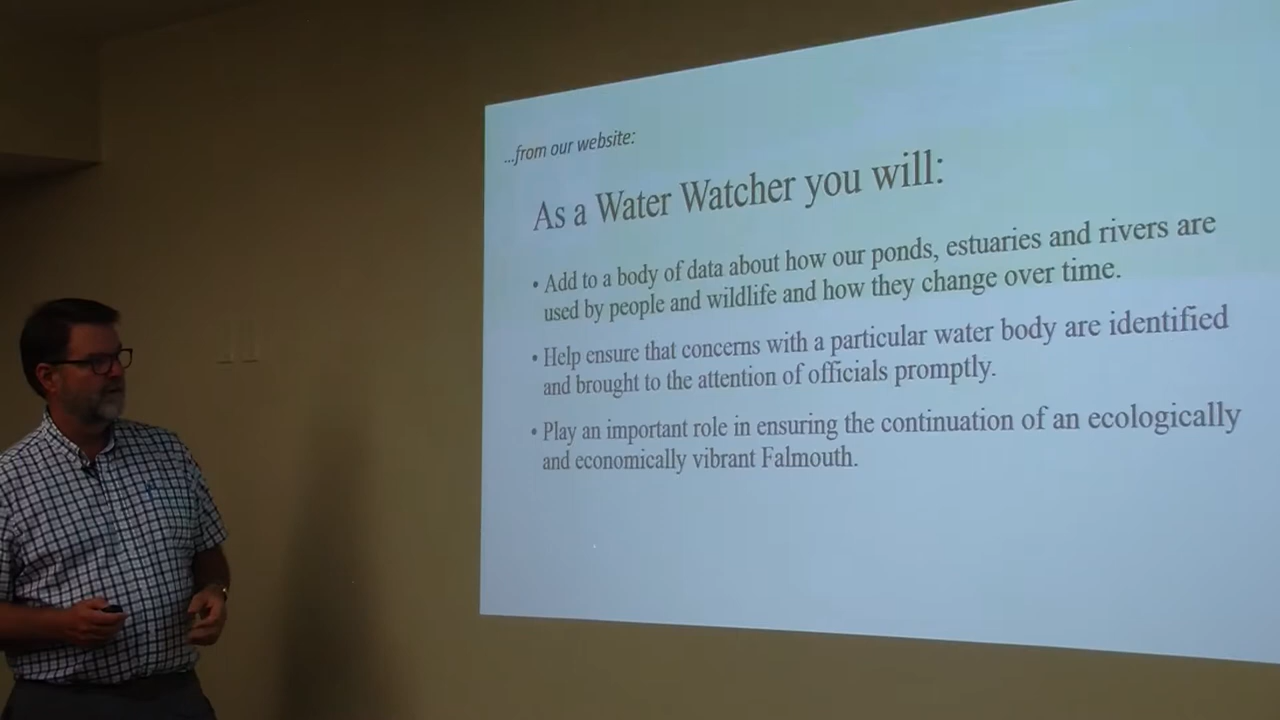 ...from our website:
As a Water Watcher you will:
• Add to a body of data about how our ponds, estuaries and rivers are
used by people and wildlife and how they change over time.
• Help ensure that concerns with a particular water body are identified
and brought to the attention of officials promptly.
• Play an important role in ensuring the continuation of an ecologically
and economically vibrant Falmouth.